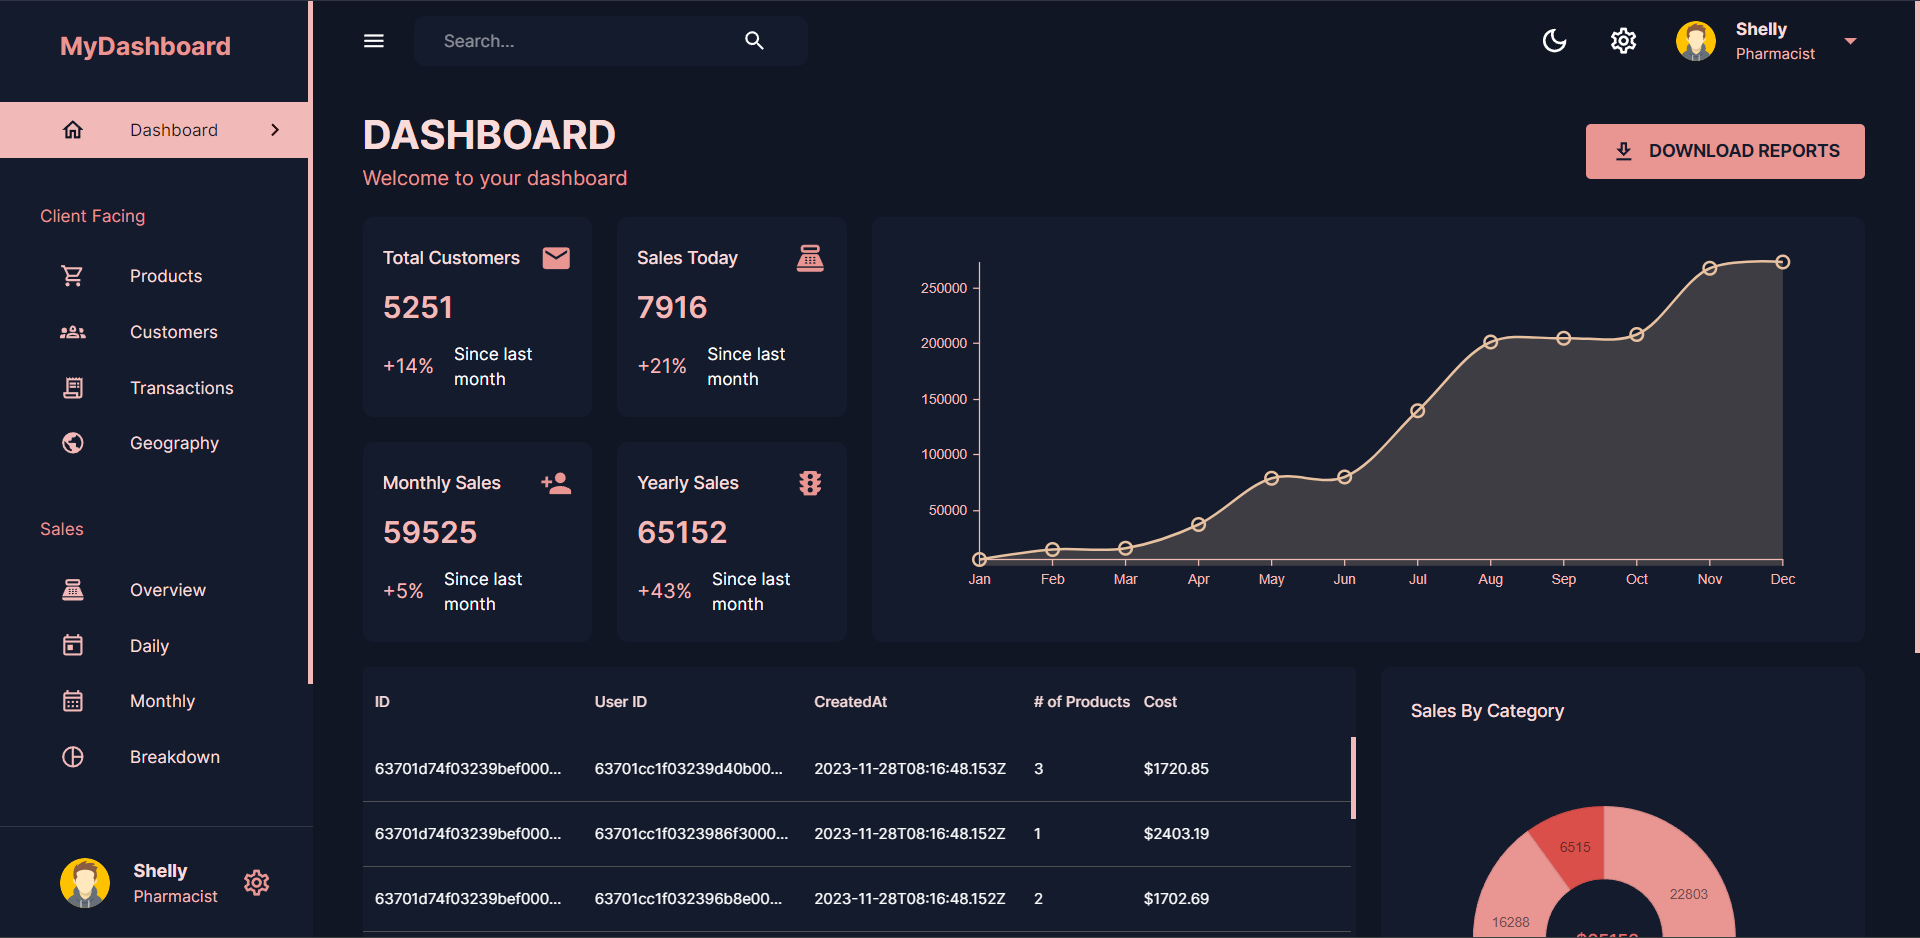 MyDashboard
Search...
Shelly
Pharmacist
Dashboard
Client Facing
Products
Customers
Transactions
Geography
Sales
Overview
Daily
Monthly
Breakdown
Shelly
Pharmacist
DASHBOARD
Welcome to your dashboard
DOWNLOAD REPORTS
Total Customers
5251
+14%
Since last
month
Sales Today
7916
+21%
Since last
month
Monthly Sales
59525
+5%
Since last
month
Yearly Sales
65152
+43%
Since last
month
250000
200000
150000
100000
50000
Jan Feb Mar Apr May Jun Jul Aug Sep Oct Nov Dec
ID User ID CreatedAt # of Products Cost
63701d74f03239bef000... 63701cc1f03239d40b00... 2023-11-28T08:16:48.153Z 3 $1720.85
63701d74f03239bef000... 63701cc1f0323986f3000... 2023-11-28T08:16:48.152Z 1 $2403.19
63701d74f03239bef000... 63701cc1f032396b8e00... 2023-11-28T08:16:48.152Z 2 $1702.69
Sales By Category
6515
22803
16288